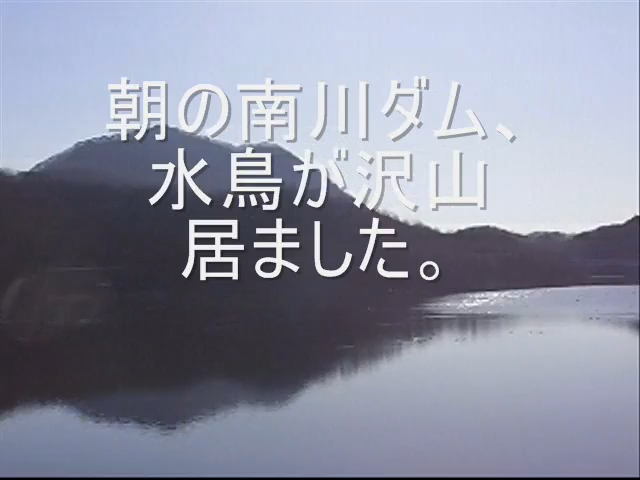 朝の南川ダム、
水鳥が沢山
居ました。